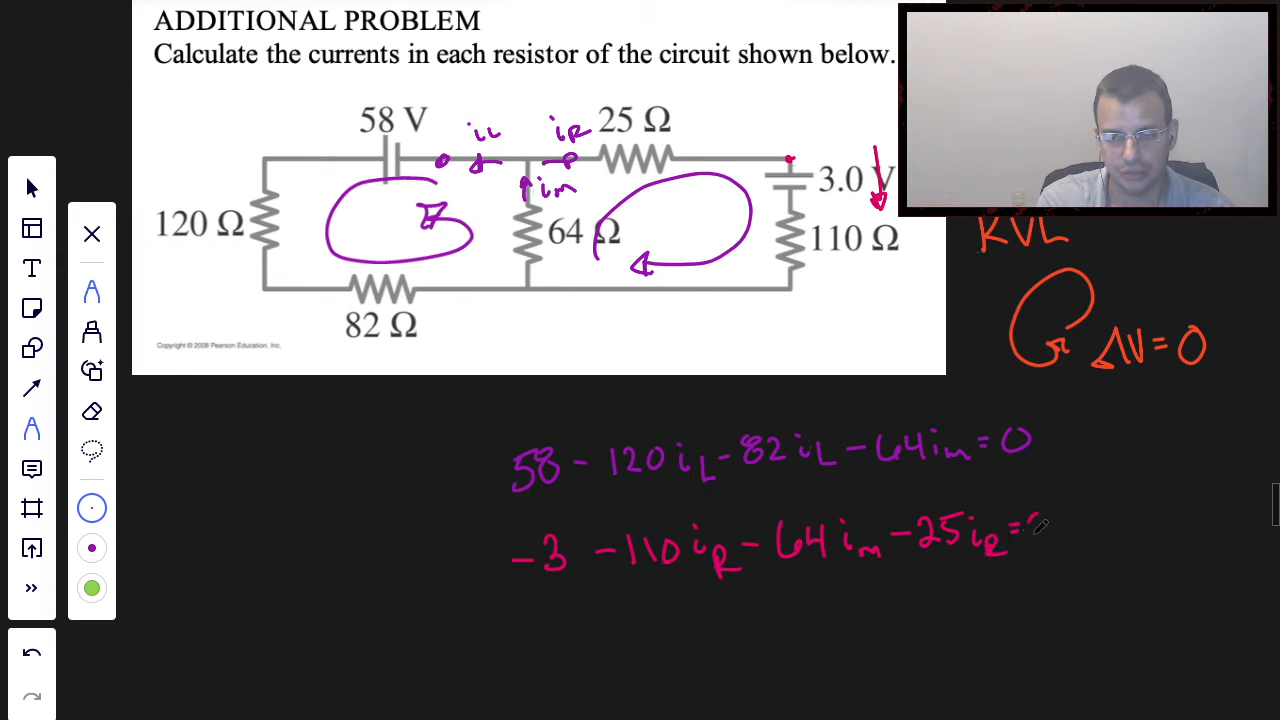 ADDITIONAL PROBLEM
Calculate the currents in each resistor of the circuit shown below.
58 V
iL
iR
25 Ω
3.0 V
im
120 Ω
64 Ω
110 Ω
82 Ω
Copyright © 2008 Pearson Education, Inc.
KVL
ΔV = 0
58 - 120 iL - 82 iL - 64 im = 0
-3 - 110 iR - 64 im - 25 iR =